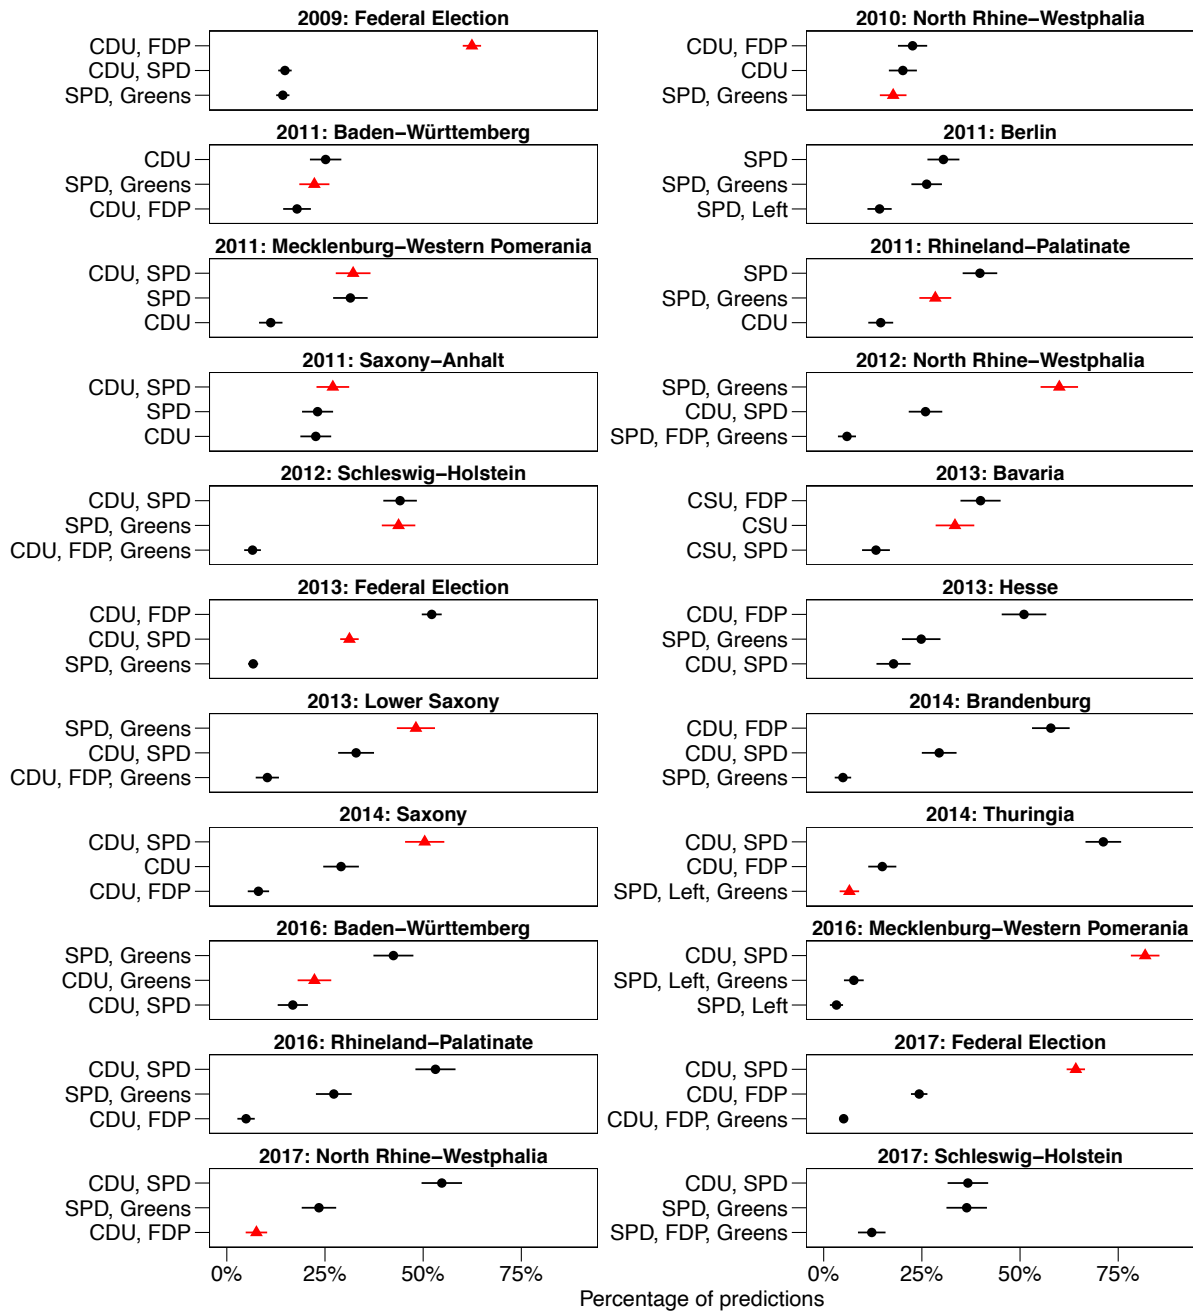 2009: Federal Election
CDU, FDP
CDU, SPD
SPD, Greens
2010: North Rhine−Westphalia
CDU, FDP
CDU
SPD, Greens
2011: Baden−Württemberg
CDU
SPD, Greens
CDU, FDP
2011: Berlin
SPD
SPD, Greens
SPD, Left
2011: Mecklenburg−Western Pomerania
CDU, SPD
SPD
CDU
2011: Rhineland−Palatinate
SPD
SPD, Greens
CDU
2011: Saxony−Anhalt
CDU, SPD
SPD
CDU
2012: North Rhine−Westphalia
SPD, Greens
CDU, SPD
SPD, FDP, Greens
2012: Schleswig−Holstein
CDU, SPD
SPD, Greens
CDU, FDP, Greens
2013: Bavaria
CSU, FDP
CSU
CSU, SPD
2013: Federal Election
CDU, FDP
CDU, SPD
SPD, Greens
2013: Hesse
CDU, FDP
SPD, Greens
CDU, SPD
2013: Lower Saxony
SPD, Greens
CDU, SPD
CDU, FDP, Greens
2014: Brandenburg
CDU, FDP
CDU, SPD
SPD, Greens
2014: Saxony
CDU, SPD
CDU
CDU, FDP
2014: Thuringia
CDU, SPD
CDU, FDP
SPD, Left, Greens
2016: Baden−Württemberg
SPD, Greens
CDU, Greens
CDU, SPD
2016: Mecklenburg−Western Pomerania
CDU, SPD
SPD, Left, Greens
SPD, Left
2016: Rhineland−Palatinate
CDU, SPD
SPD, Greens
CDU, FDP
2017: Federal Election
CDU, SPD
CDU, FDP
CDU, FDP, Greens
2017: North Rhine−Westphalia
CDU, SPD
SPD, Greens
CDU, FDP
2017: Schleswig−Holstein
CDU, SPD
SPD, Greens
SPD, FDP, Greens
0% 25% 50% 75%
0% 25% 50% 75%
Percentage of predictions